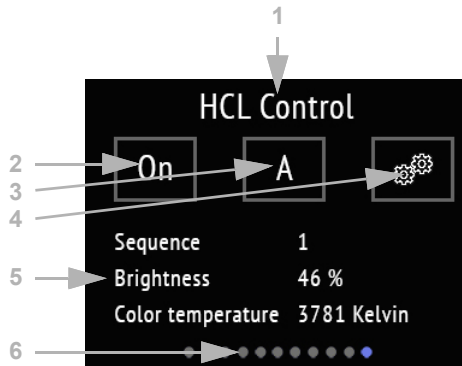 1
HCL Control
2
On
A
3
4
Sequence 1
5 Brightness 46 %
Color temperature 3781 Kelvin
6